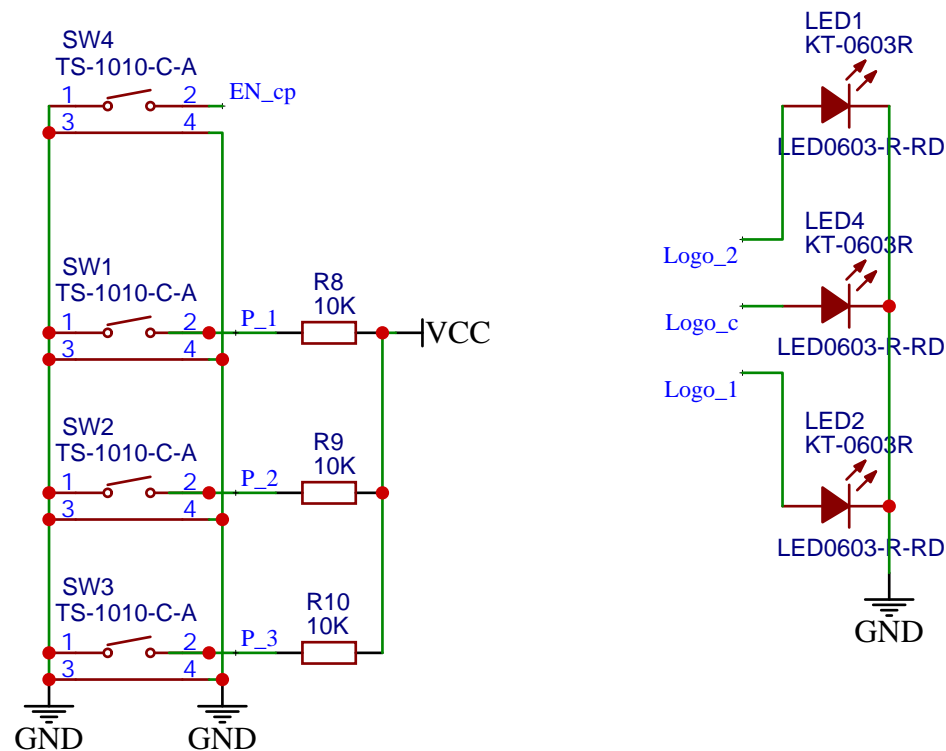 SW4
TS-1010-C-A
1 2 EN_cp
3 4
SW1
TS-1010-C-A
1 2 P_1
3 4
R8
10K
VCC
SW2
TS-1010-C-A
1 2 P_2
3 4
R9
10K
SW3
TS-1010-C-A
1 2 P_3
3 4
R10
10K
GND
GND
LED1
KT-0603R
LED0603-R-RD
Logo_2
LED4
KT-0603R
Logo_c
LED0603-R-RD
Logo_1
LED2
KT-0603R
LED0603-R-RD
GND